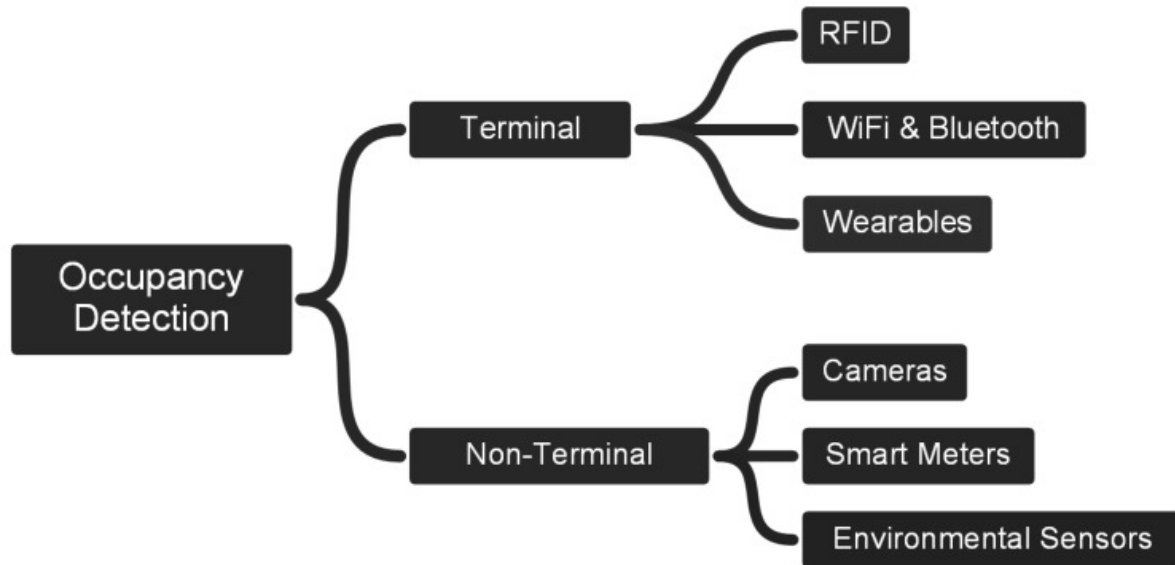 Occupancy
Detection
Terminal
RFID
WiFi & Bluetooth
Wearables
Non-Terminal
Cameras
Smart Meters
Environmental Sensors